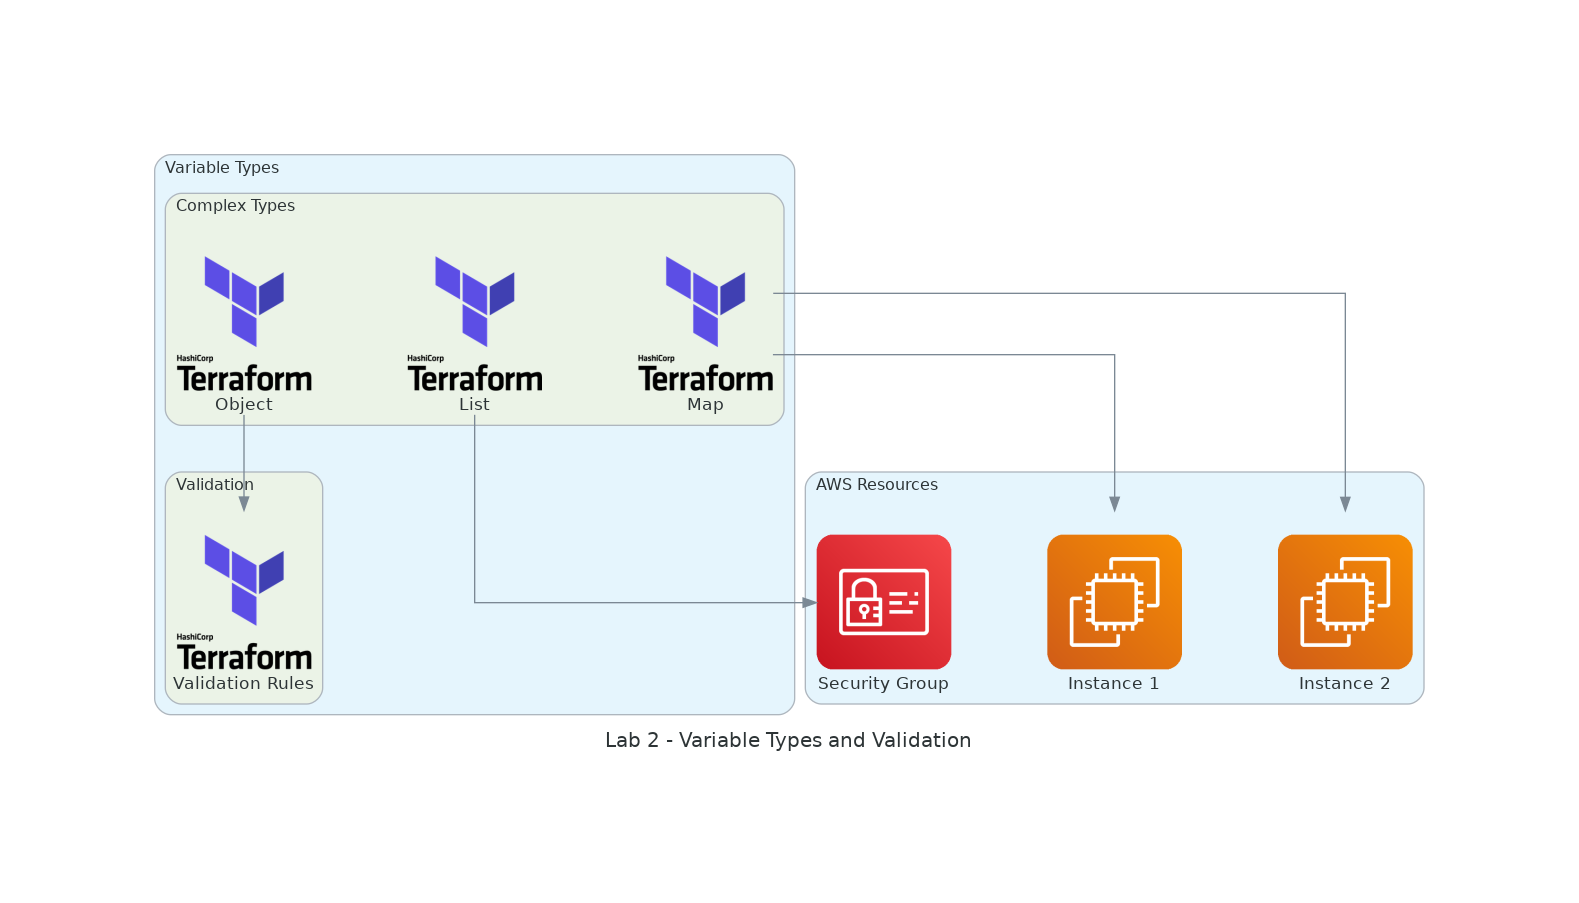 Variable Types
Complex Types
HashiCorp
Terraform
Object
HashiCorp
Terraform
List
HashiCorp
Terraform
Map
Validation
HashiCorp
Terraform
Validation Rules
AWS Resources
Security Group
Instance 1
Instance 2
Lab 2 - Variable Types and Validation